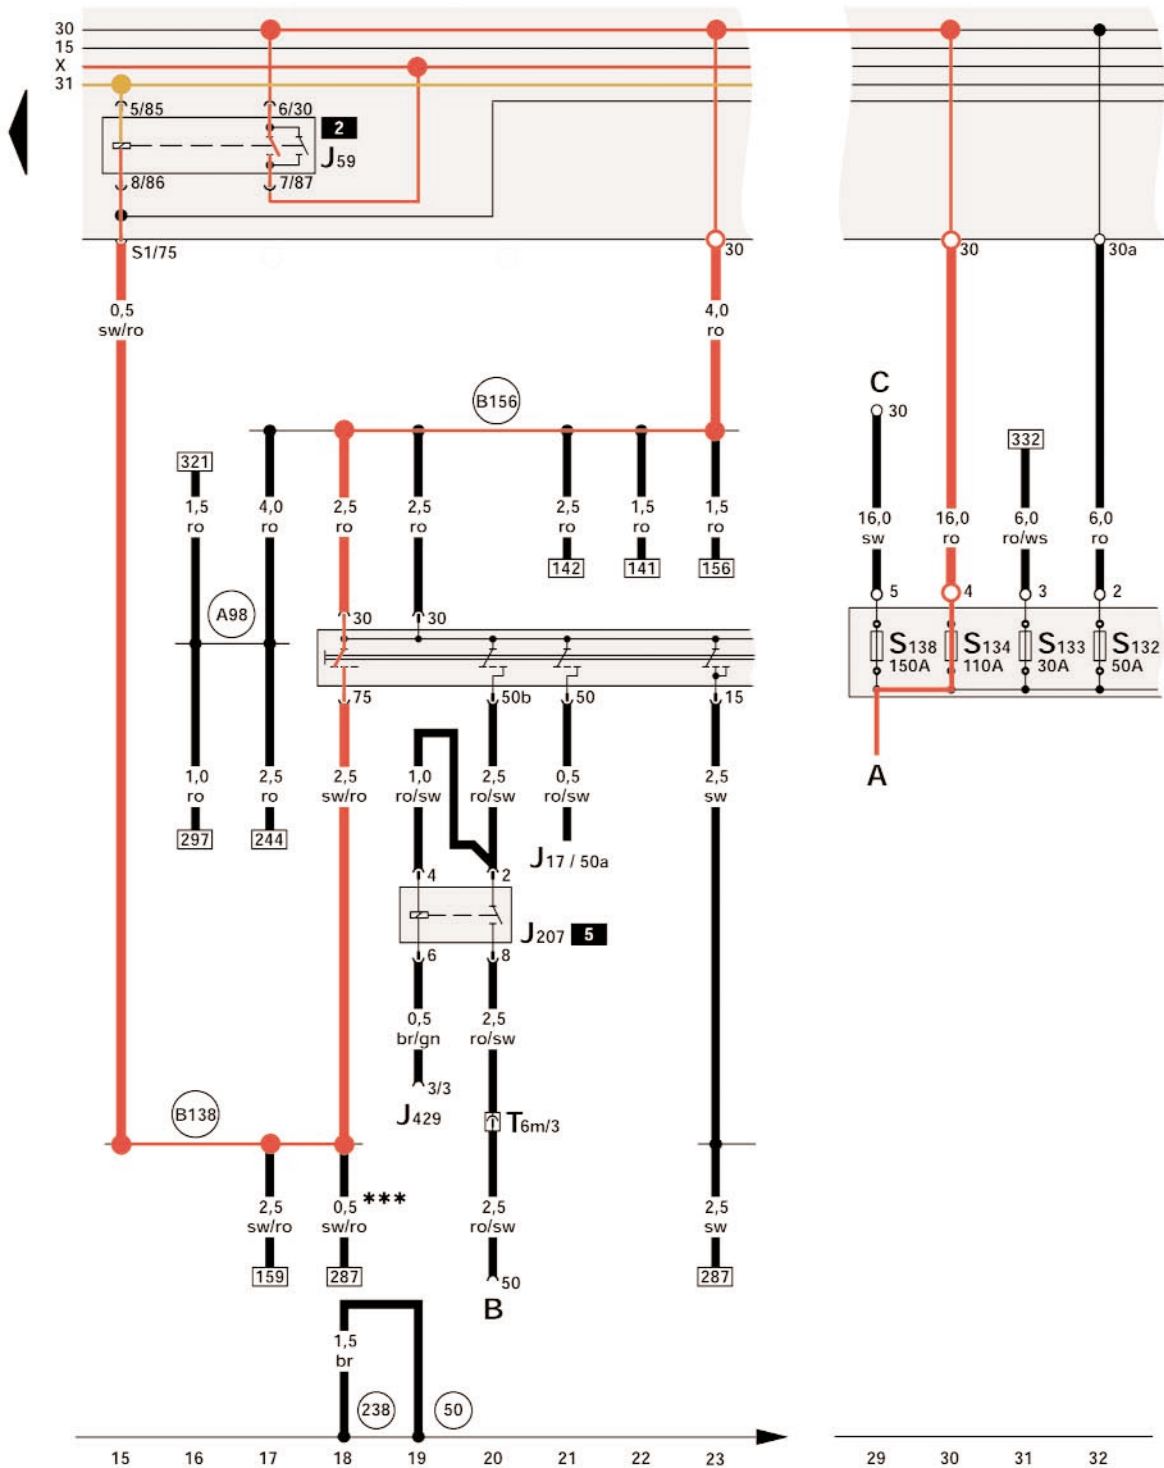 30
15
X
31
5/85
6/30
2
J59
8/86
7/87
S1/75
30
30
30a
0,5
sw/ro
4,0
ro
B156
C
30
321
332
1,5
ro
4,0
ro
2,5
ro
2,5
ro
2,5
ro
1,5
ro
1,5
ro
16,0
sw
16,0
ro
6,0
ro/ws
6,0
ro
142
141
156
A98
30
30
5
4
3
2
S138
150A
S134
110A
S133
30A
S132
50A
75
50b
50
15
1,0
ro
2,5
ro
2,5
sw/ro
1,0
ro/sw
2,5
ro/sw
0,5
ro/sw
2,5
sw
A
297
244
J17 / 50a
4
2
J207
5
6
8
0,5
br/gn
2,5
ro/sw
3/3
J429
B138
T6m/3
2,5
sw/ro
0,5
sw/ro
***
2,5
ro/sw
2,5
sw
159
287
50
287
B
1,5
br
238
50
15 16 17 18 19 20 21 22 23 29 30 31 32